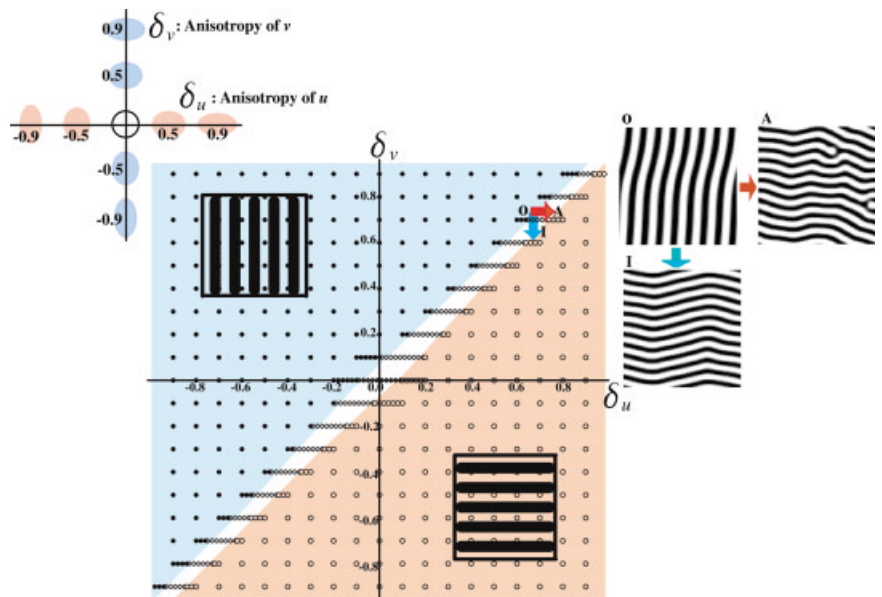 0.9
δv: Anisotropy of v
0.5
δu: Anisotropy of u
-0.9 -0.5 0.5 0.9
-0.5
-0.9
δv
0.8
O A
I
0.6
0.4
0.2
-0.8 -0.6 -0.4 -0.2 0.0 0.2 0.4 0.6 0.8
δu
-0.2
-0.4
-0.6
-0.8
O A
I